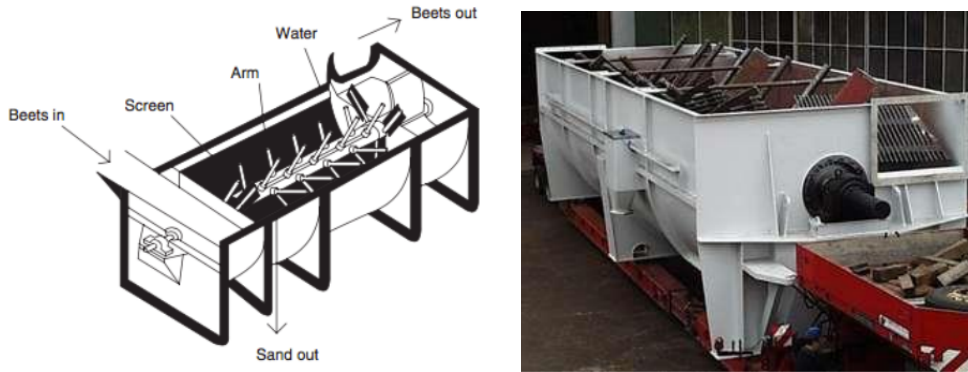 Beets out
Water
Arm
Screen
Beets in
Sand out